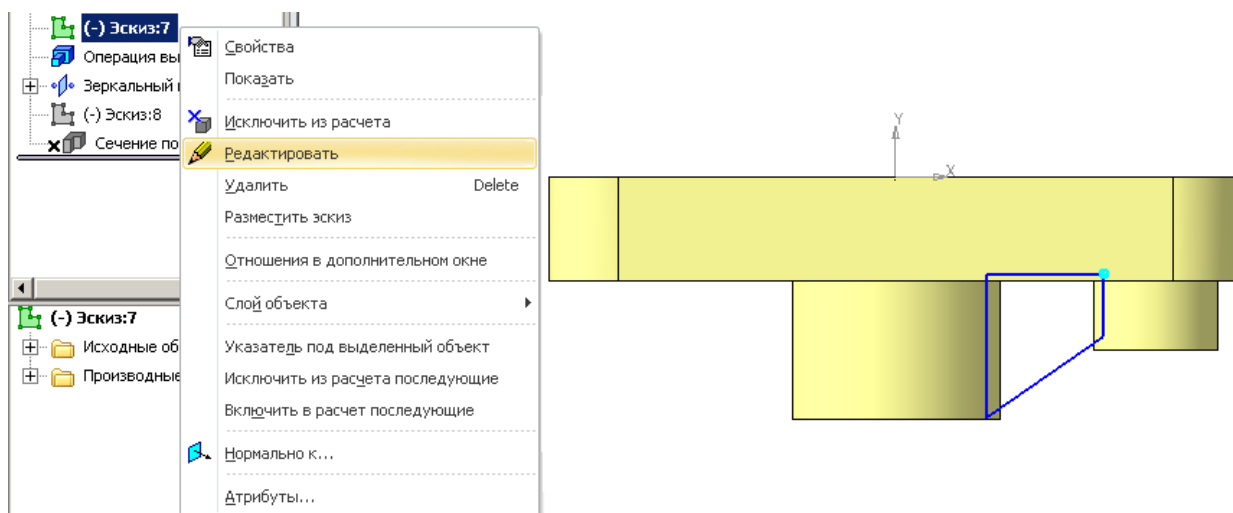 (-) Эскиз:7
Операция вы
Зеркальный
(-) Эскиз:8
Сечение по
Свойства
Показать
Исключить из расчета
Редактировать
Удалить Delete
Разместить эскиз
Отношения в дополнительном окне
Слой объекта
Указатель под выделенный объект
Исключить из расчета последующие
Включить в расчет последующие
Нормально к...
Атрибуты...
(-) Эскиз:7
Исходные об
Производные
Y
X